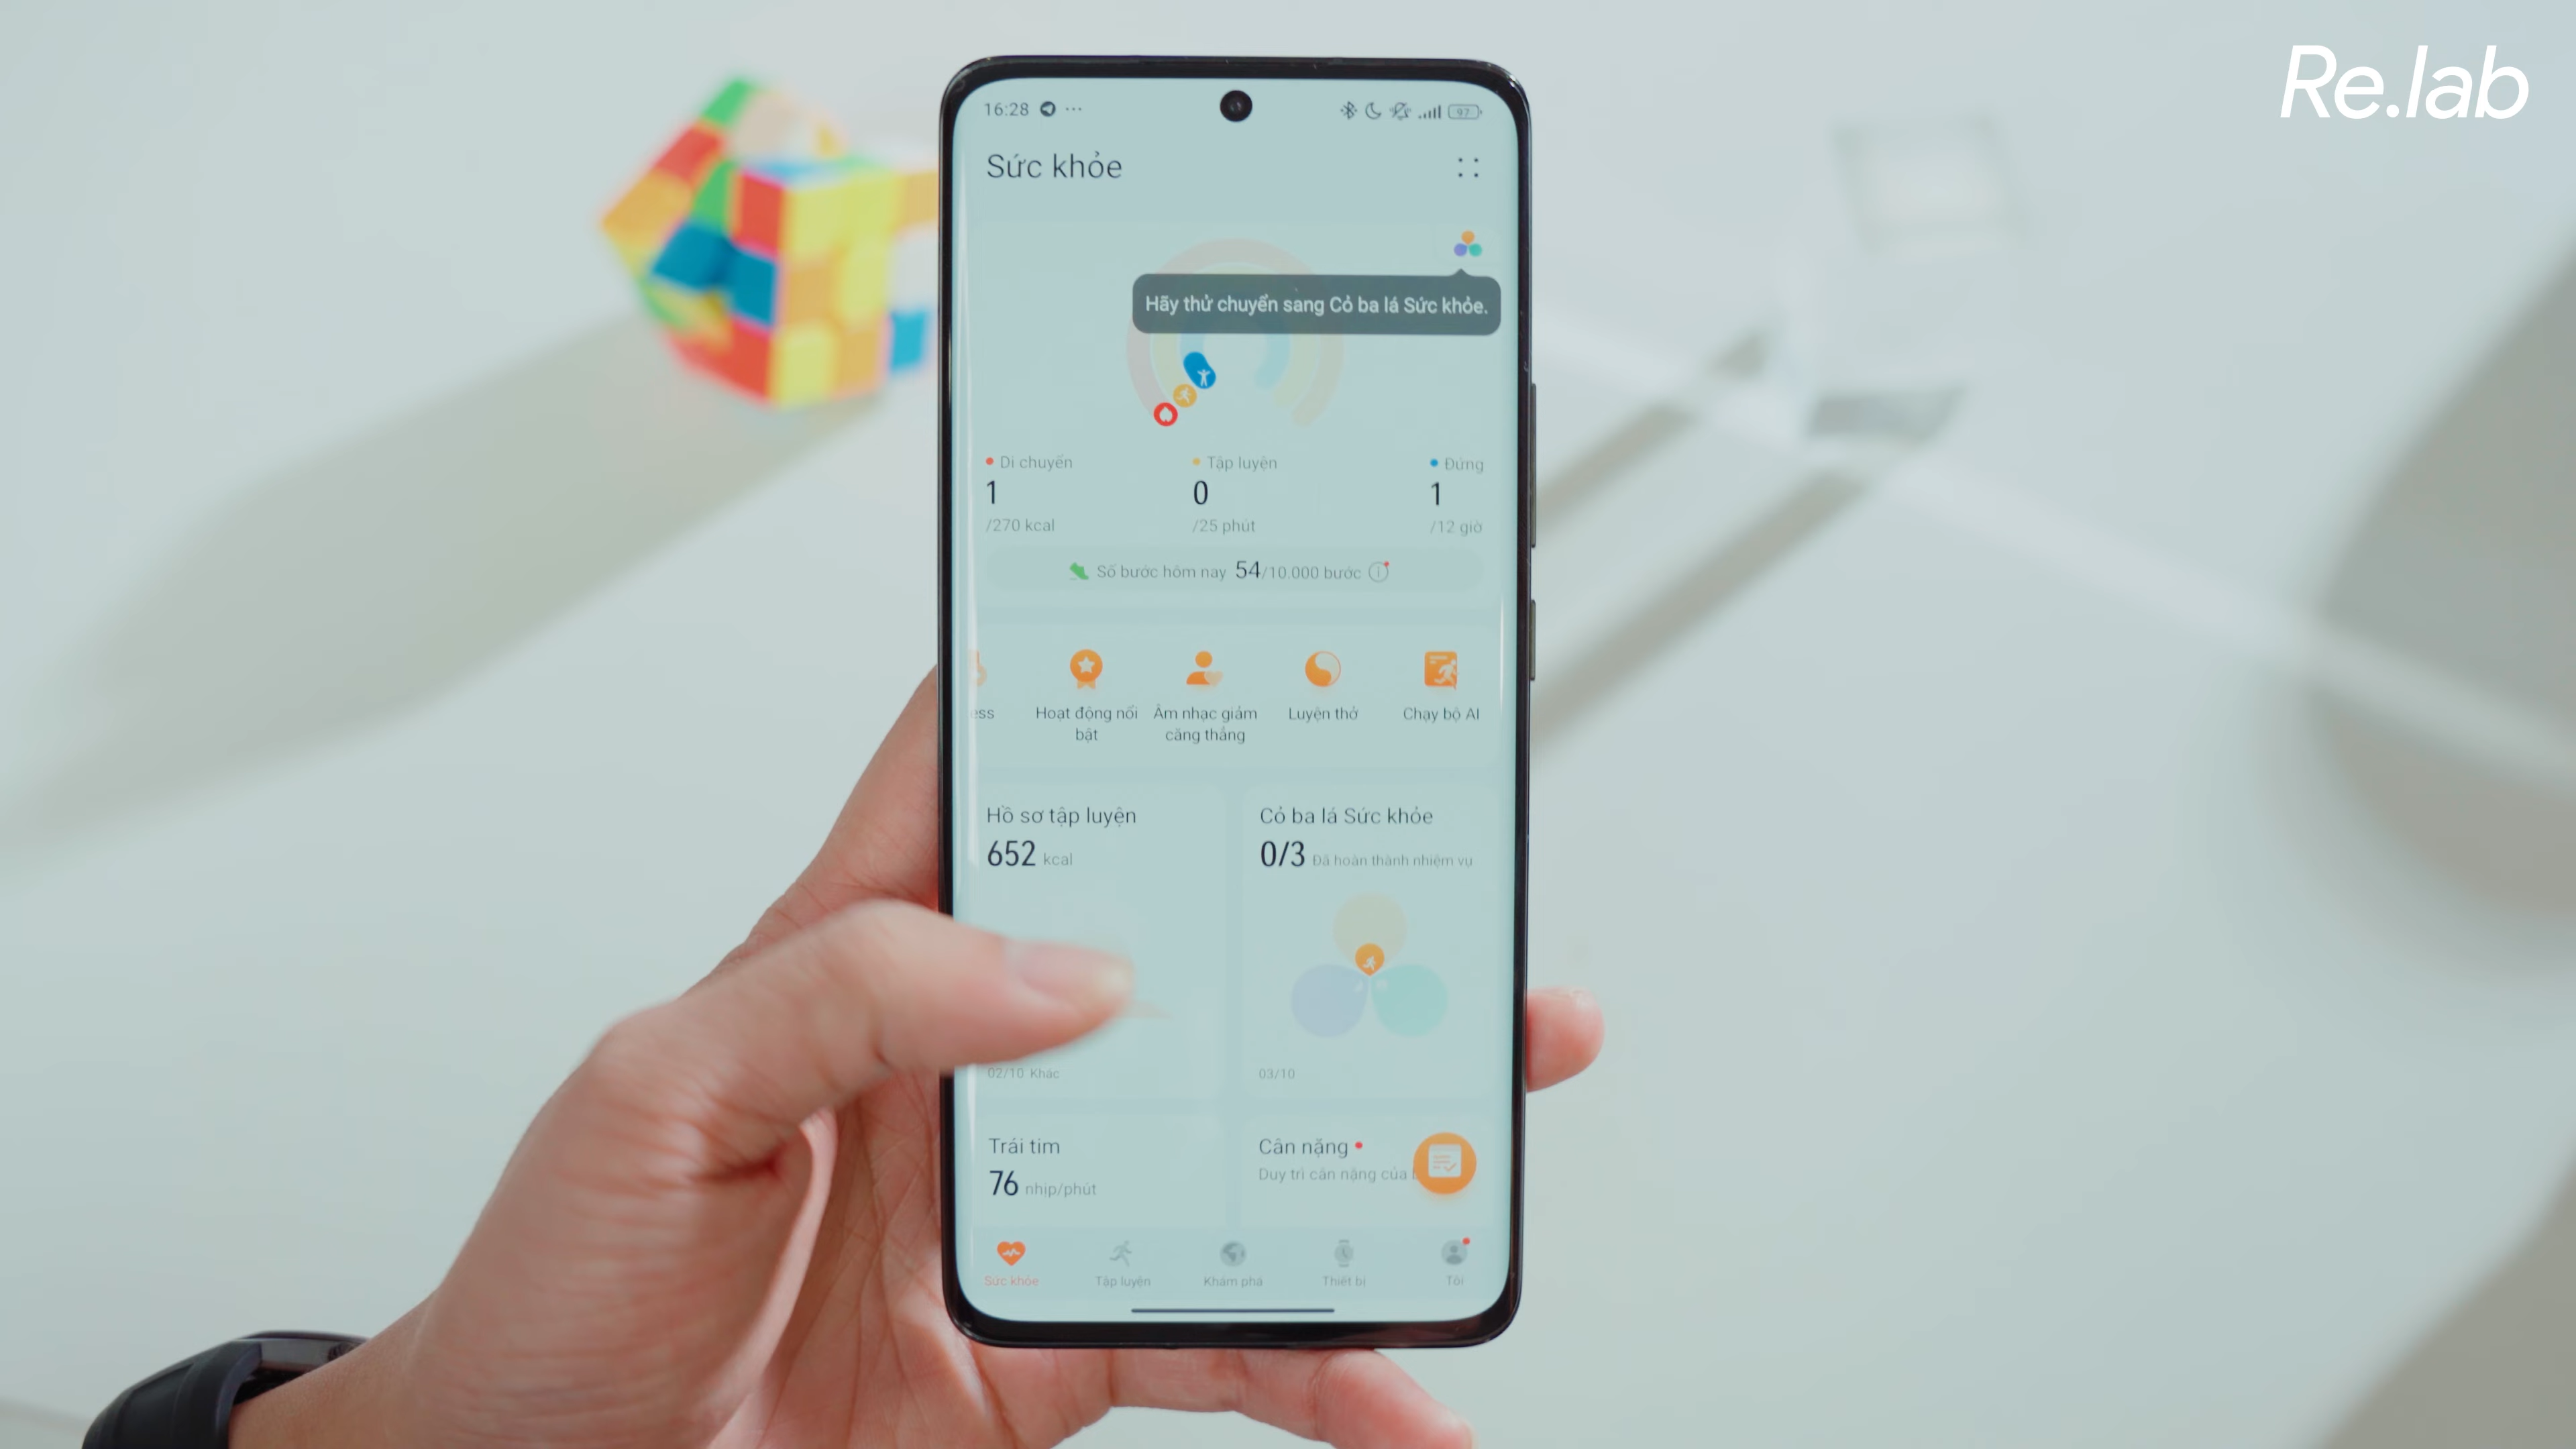 Re.lab
16:28 ...
97
Sức khỏe
Hãy thử chuyển sang Cỏ ba lá Sức khỏe.
Di chuyển
Tập luyện
Đứng
1
0
1
/270 kcal
/25 phút
/12 giờ
Số bước hôm nay 54/10.000 bước
ess
Hoạt động nổi
bật
Âm nhạc giảm
căng thẳng
Luyện thở
Chạy bộ AI
Hồ sơ tập luyện
652 kcal
Cỏ ba lá Sức khỏe
0/3 Đã hoàn thành nhiệm vụ
02/10 Khác
03/10
Trái tim
76 nhịp/phút
Cân nặng
Duy trì cân nặng của
Sức khỏe
Tập luyện
Khám phá
Thiết bị
Tôi